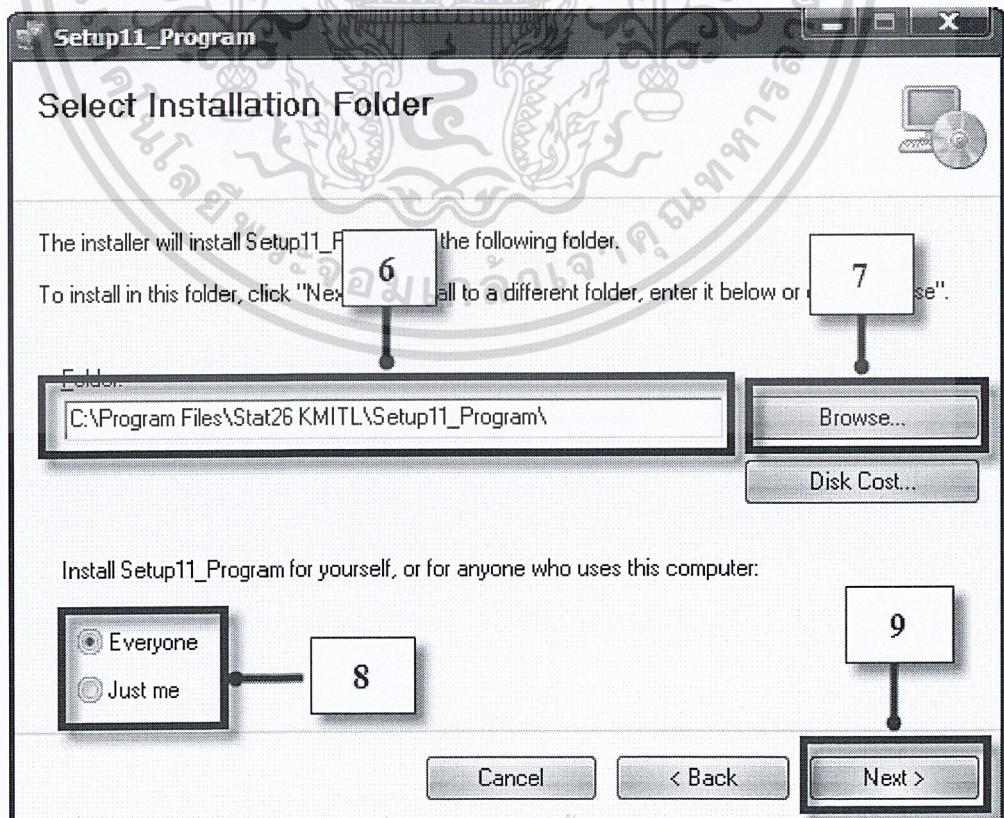 Setup11_Program
Select Installation Folder
The installer will install Setup11_P the following folder.
6
7
To install in this folder, click "Nex all to a different folder, enter it below or se".
Folder:
C:\Program Files\Stat26 KMITL\Setup11_Program\
Browse...
Disk Cost...
Install Setup11_Program for yourself, or for anyone who uses this computer:
Everyone
Just me
8
9
Cancel
< Back
Next >